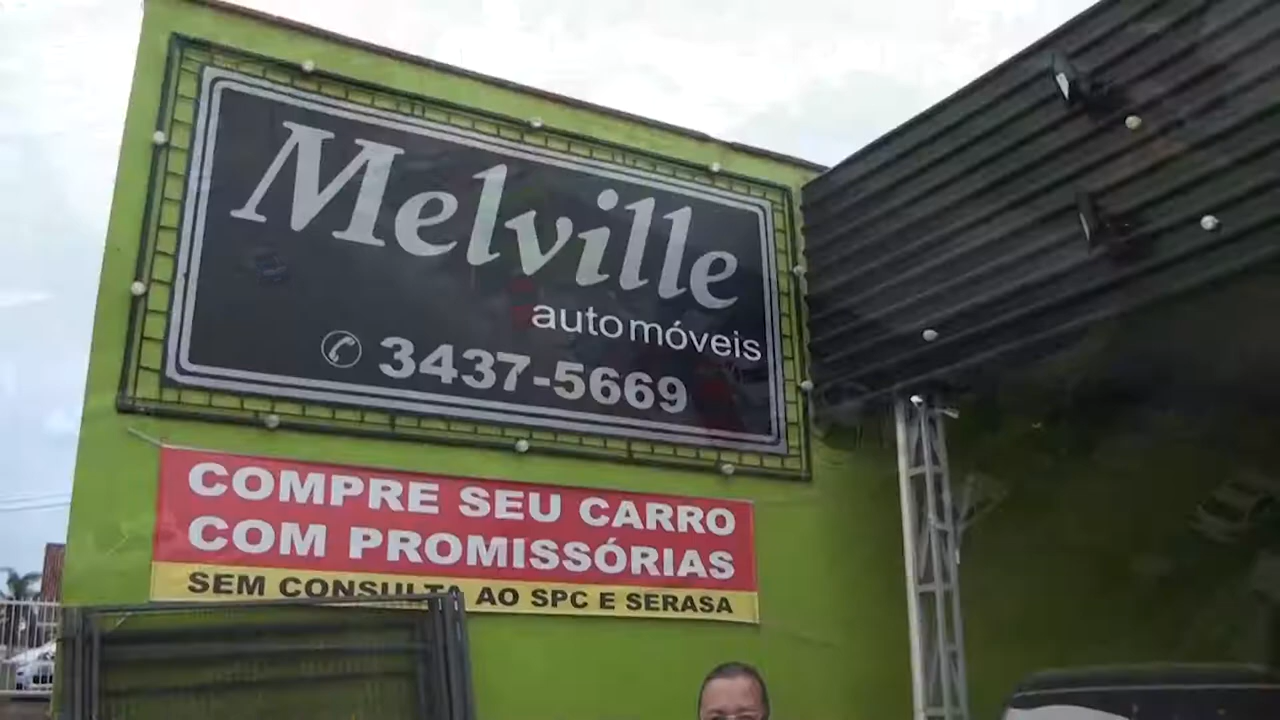 Melville
automóveis
3437-5669
COMPRE SEU CARRO
COM PROMISSÓRIAS
SEM CONSULTA AO SPC E SERASA